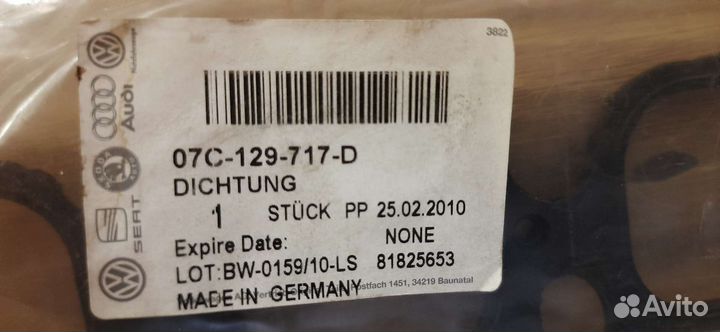 3822
Audi
SKODA
SEAT
07C-129-717-D
DICHTUNG
1 STÜCK PP 25.02.2010
Expire Date: NONE
LOT:BW-0159/10-LS 81825653
MADE IN GERMANY
Postfach 1451, 34219 Baunatal
Avito